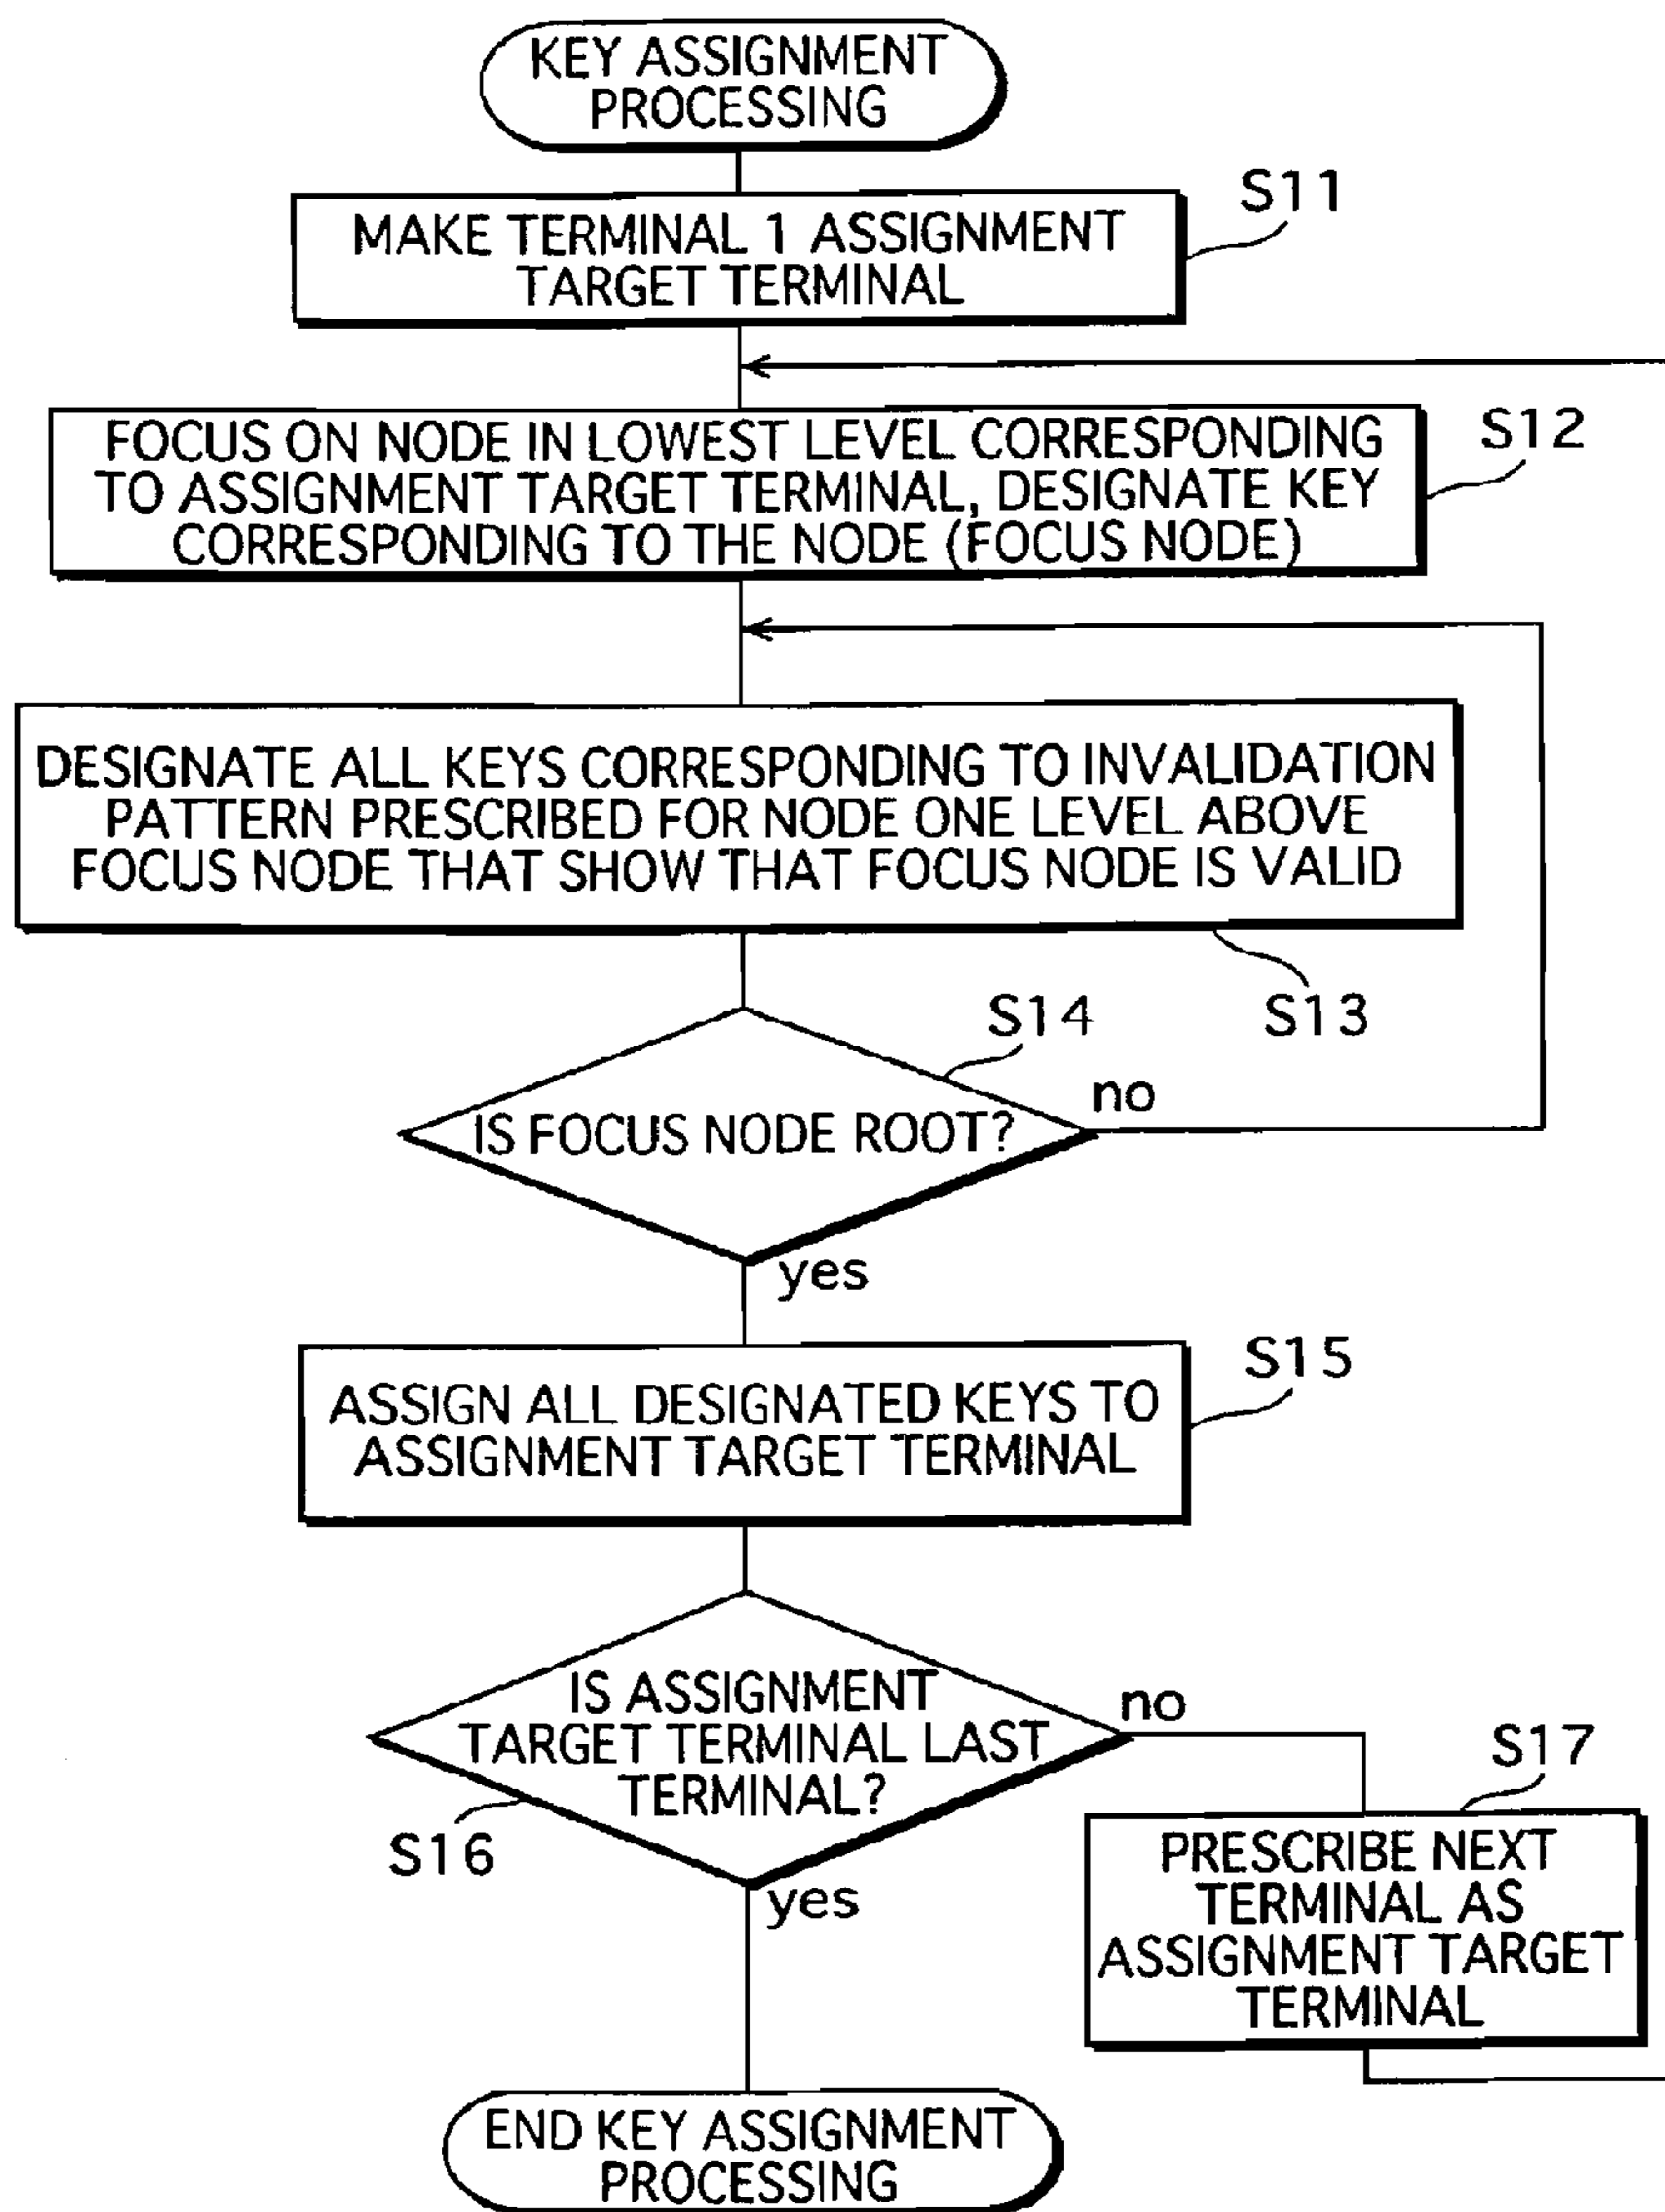 KEY ASSIGNMENT
PROCESSING
S11
MAKE TERMINAL 1 ASSIGNMENT
TARGET TERMINAL
S12
FOCUS ON NODE IN LOWEST LEVEL CORRESPONDING
TO ASSIGNMENT TARGET TERMINAL, DESIGNATE KEY
CORRESPONDING TO THE NODE (FOCUS NODE)
DESIGNATE ALL KEYS CORRESPONDING TO INVALIDATION
PATTERN PRESCRIBED FOR NODE ONE LEVEL ABOVE
FOCUS NODE THAT SHOW THAT FOCUS NODE IS VALID
S13
S14
IS FOCUS NODE ROOT?
no
yes
S15
ASSIGN ALL DESIGNATED KEYS TO
ASSIGNMENT TARGET TERMINAL
IS ASSIGNMENT
TARGET TERMINAL LAST
TERMINAL?
no
S16
yes
S17
PRESCRIBE NEXT
TERMINAL AS
ASSIGNMENT TARGET
TERMINAL
END KEY ASSIGNMENT
PROCESSING